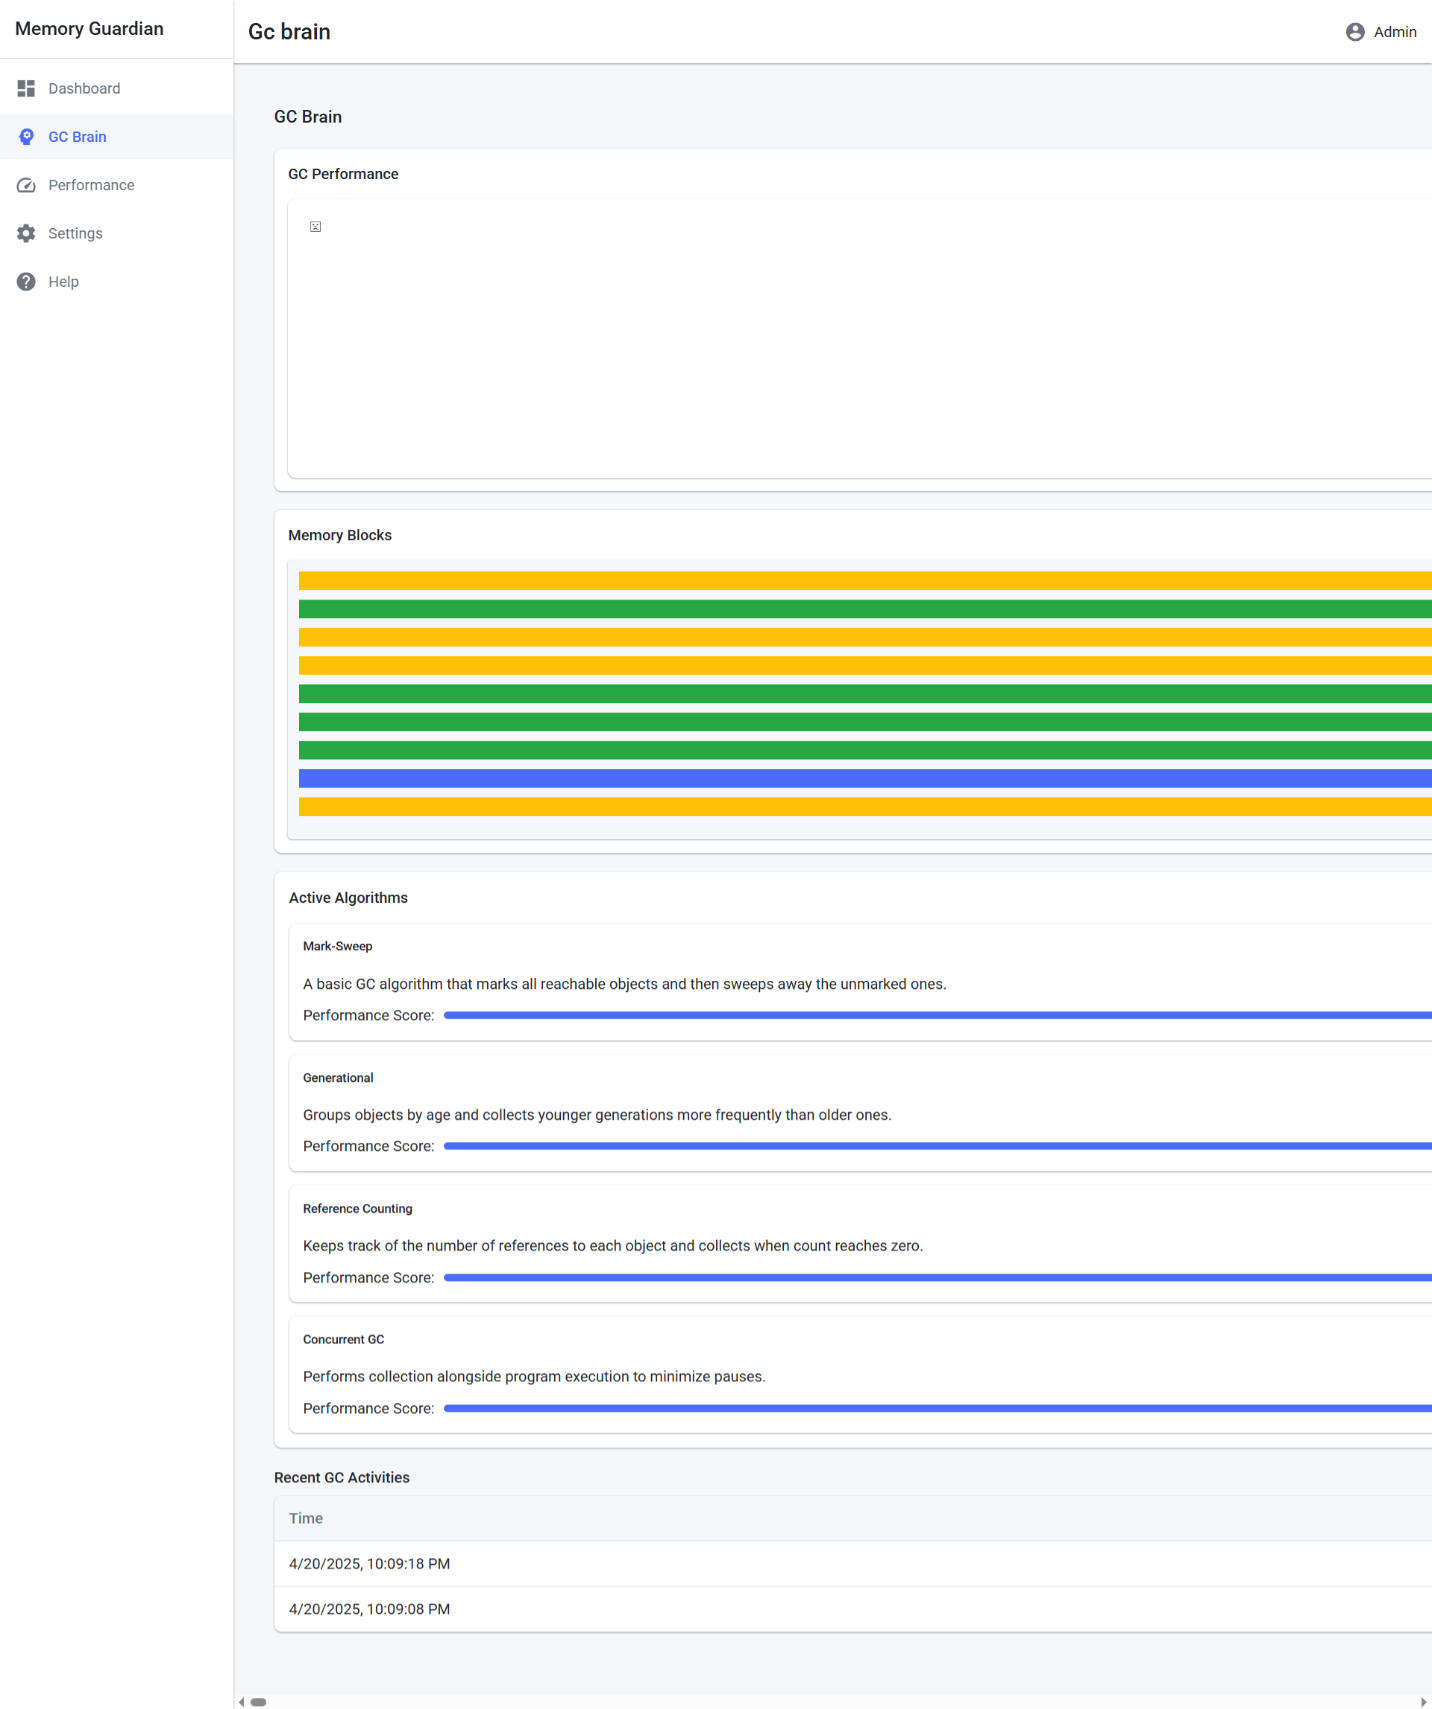 Memory Guardian
Gc brain
Admin
Dashboard
GC Brain
Performance
Settings
Help
GC Brain
GC Performance
Memory Blocks
Active Algorithms
Mark-Sweep
A basic GC algorithm that marks all reachable objects and then sweeps away the unmarked ones.
Performance Score:
Generational
Groups objects by age and collects younger generations more frequently than older ones.
Performance Score:
Reference Counting
Keeps track of the number of references to each object and collects when count reaches zero.
Performance Score:
Concurrent GC
Performs collection alongside program execution to minimize pauses.
Performance Score:
Recent GC Activities
Time
4/20/2025, 10:09:18 PM
4/20/2025, 10:09:08 PM